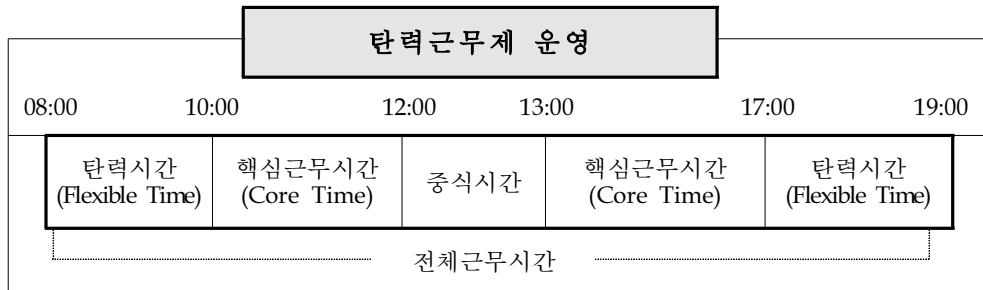 탄력근무제 운영
08:00 10:00 12:00 13:00 17:00 19:00
탄력시간 핵심근무시간 중식시간 핵심근무시간 탄력시간
(Flexible Time) (Core Time) (Core Time) (Flexible Time)
전체근무시간